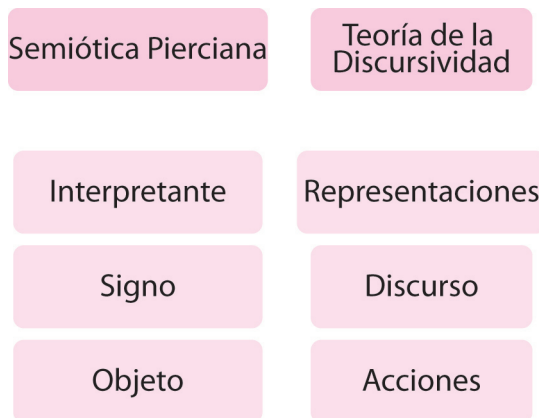 Semiótica Pierciana
Teoría de la
Discursividad
Interpretante
Representaciones
Signo
Discurso
Objeto
Acciones